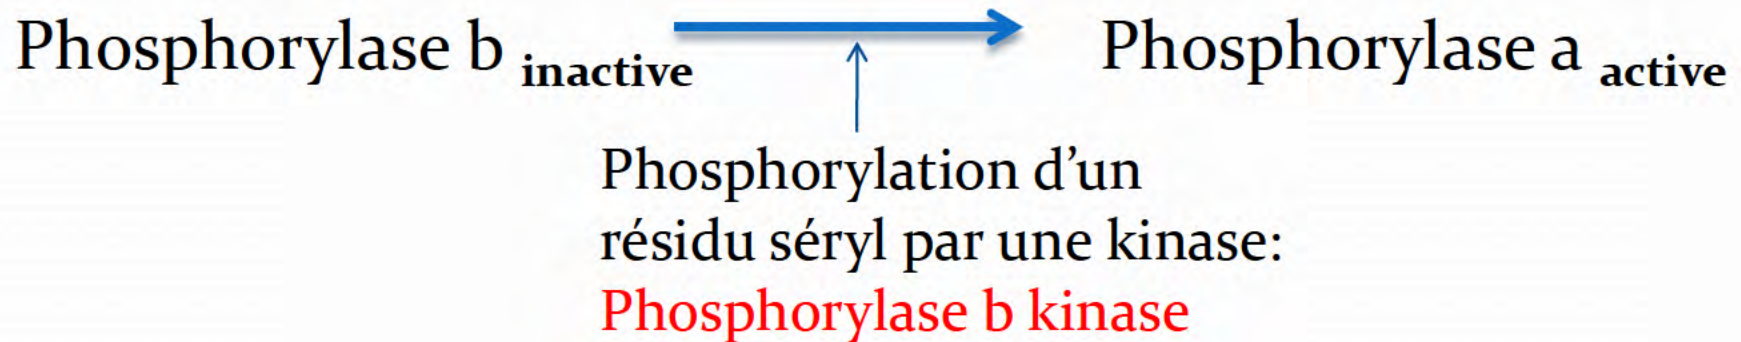 Phosphorylase b inactive Phosphorylase a active
Phosphorylation d’un
résidu séryl par une kinase:
Phosphorylase b kinase